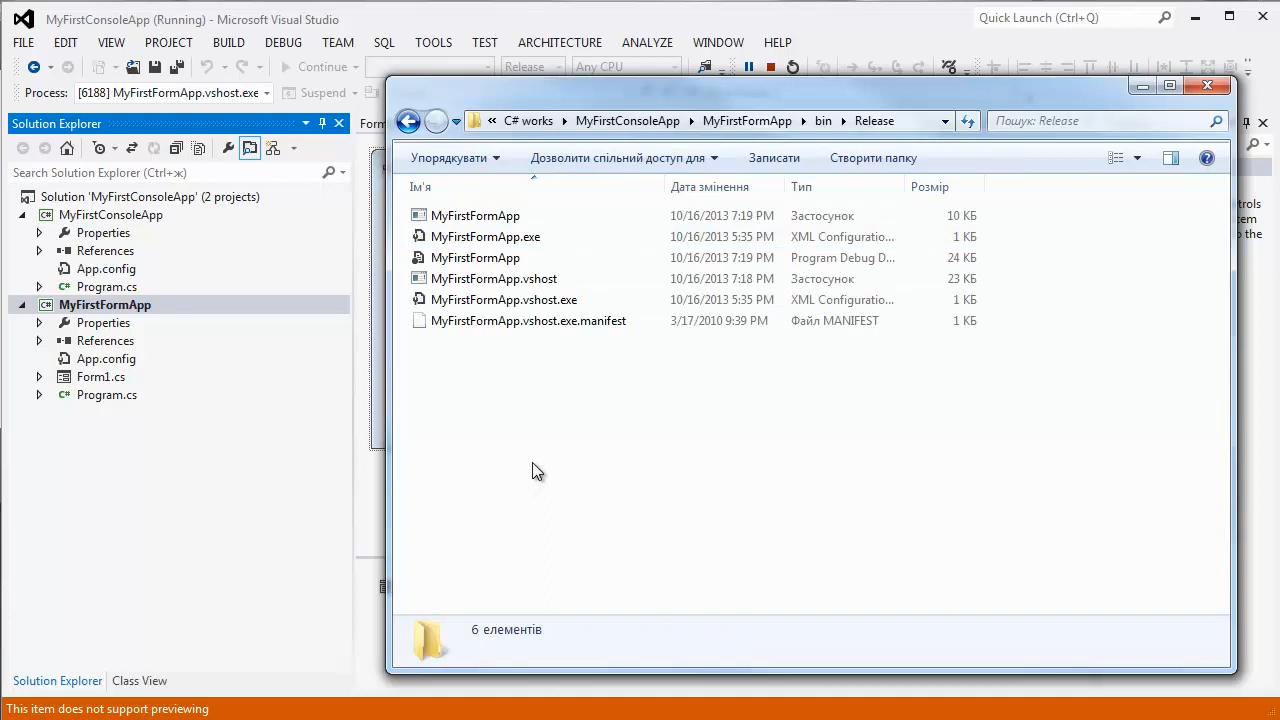 MyFirstConsoleApp (Running) - Microsoft Visual Studio
Quick Launch (Ctrl+Q)
FILE EDIT VIEW PROJECT BUILD DEBUG TEAM SQL TOOLS TEST ARCHITECTURE ANALYZE WINDOW HELP
Continue Release Any CPU
Process: [6188] MyFirstFormApp.vshost.exe Suspend
Solution Explorer
Search Solution Explorer (Ctrl+ж)
Solution 'MyFirstConsoleApp' (2 projects)
MyFirstConsoleApp
Properties
References
App.config
Program.cs
MyFirstFormApp
Properties
References
App.config
Form1.cs
Program.cs
Solution Explorer Class View
This item does not support previewing
Form
C# works MyFirstConsoleApp MyFirstFormApp bin Release
Пошук: Release
Упорядкувати Дозволити спільний доступ для Записати Створити папку
Ім'я Дата змінення Тип Розмір
MyFirstFormApp 10/16/2013 7:19 PM Застосунок 10 КБ
MyFirstFormApp.exe 10/16/2013 5:35 PM XML Configuratio... 1 КБ
MyFirstFormApp 10/16/2013 7:19 PM Program Debug D... 24 КБ
MyFirstFormApp.vshost 10/16/2013 7:18 PM Застосунок 23 КБ
MyFirstFormApp.vshost.exe 10/16/2013 5:35 PM XML Configuratio... 1 КБ
MyFirstFormApp.vshost.exe.manifest 3/17/2010 9:39 PM Файл MANIFEST 1 КБ
6 елементів